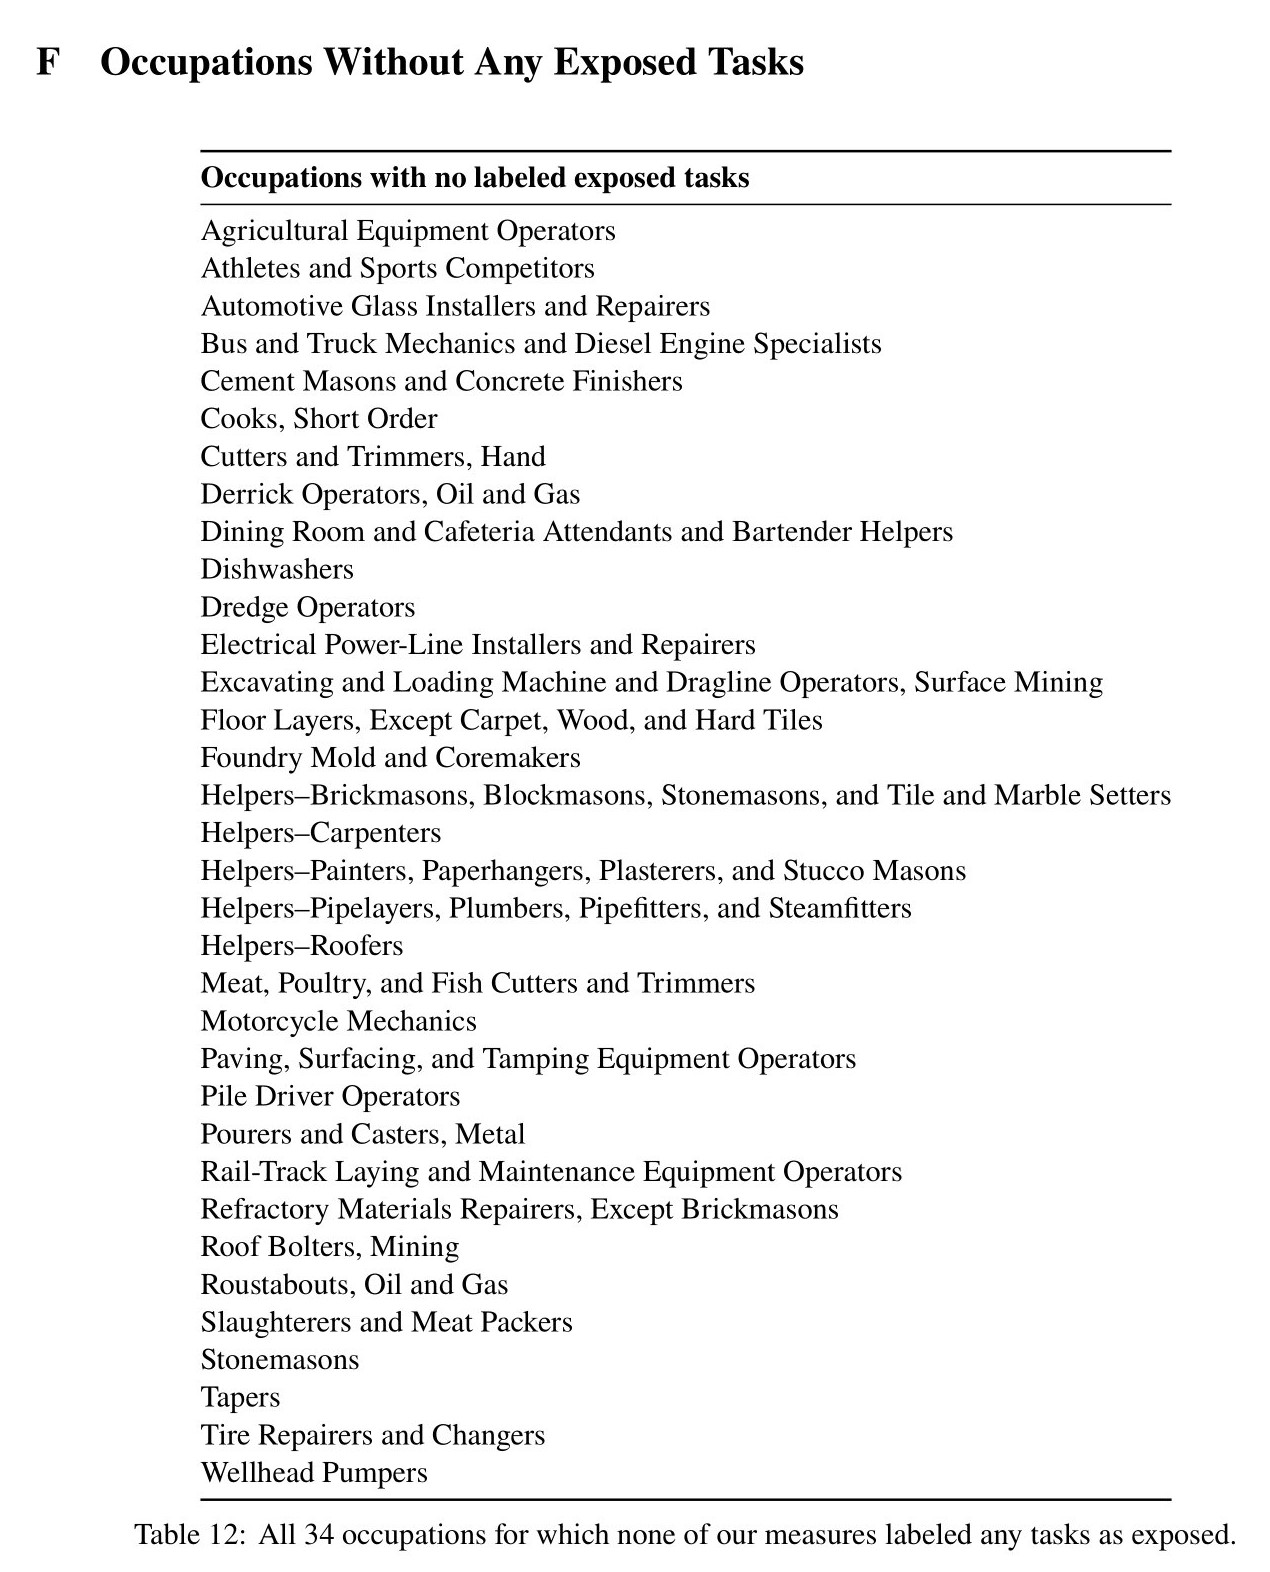 F Occupations Without Any Exposed Tasks
Occupations with no labeled exposed tasks
Agricultural Equipment Operators
Athletes and Sports Competitors
Automotive Glass Installers and Repairers
Bus and Truck Mechanics and Diesel Engine Specialists
Cement Masons and Concrete Finishers
Cooks, Short Order
Cutters and Trimmers, Hand
Derrick Operators, Oil and Gas
Dining Room and Cafeteria Attendants and Bartender Helpers
Dishwashers
Dredge Operators
Electrical Power-Line Installers and Repairers
Excavating and Loading Machine and Dragline Operators, Surface Mining
Floor Layers, Except Carpet, Wood, and Hard Tiles
Foundry Mold and Coremakers
Helpers–Brickmasons, Blockmasons, Stonemasons, and Tile and Marble Setters
Helpers–Carpenters
Helpers–Painters, Paperhangers, Plasterers, and Stucco Masons
Helpers–Pipelayers, Plumbers, Pipefitters, and Steamfitters
Helpers–Roofers
Meat, Poultry, and Fish Cutters and Trimmers
Motorcycle Mechanics
Paving, Surfacing, and Tamping Equipment Operators
Pile Driver Operators
Pourers and Casters, Metal
Rail-Track Laying and Maintenance Equipment Operators
Refractory Materials Repairers, Except Brickmasons
Roof Bolters, Mining
Roustabouts, Oil and Gas
Slaughterers and Meat Packers
Stonemasons
Tapers
Tire Repairers and Changers
Wellhead Pumpers
Table 12: All 34 occupations for which none of our measures labeled any tasks as exposed.